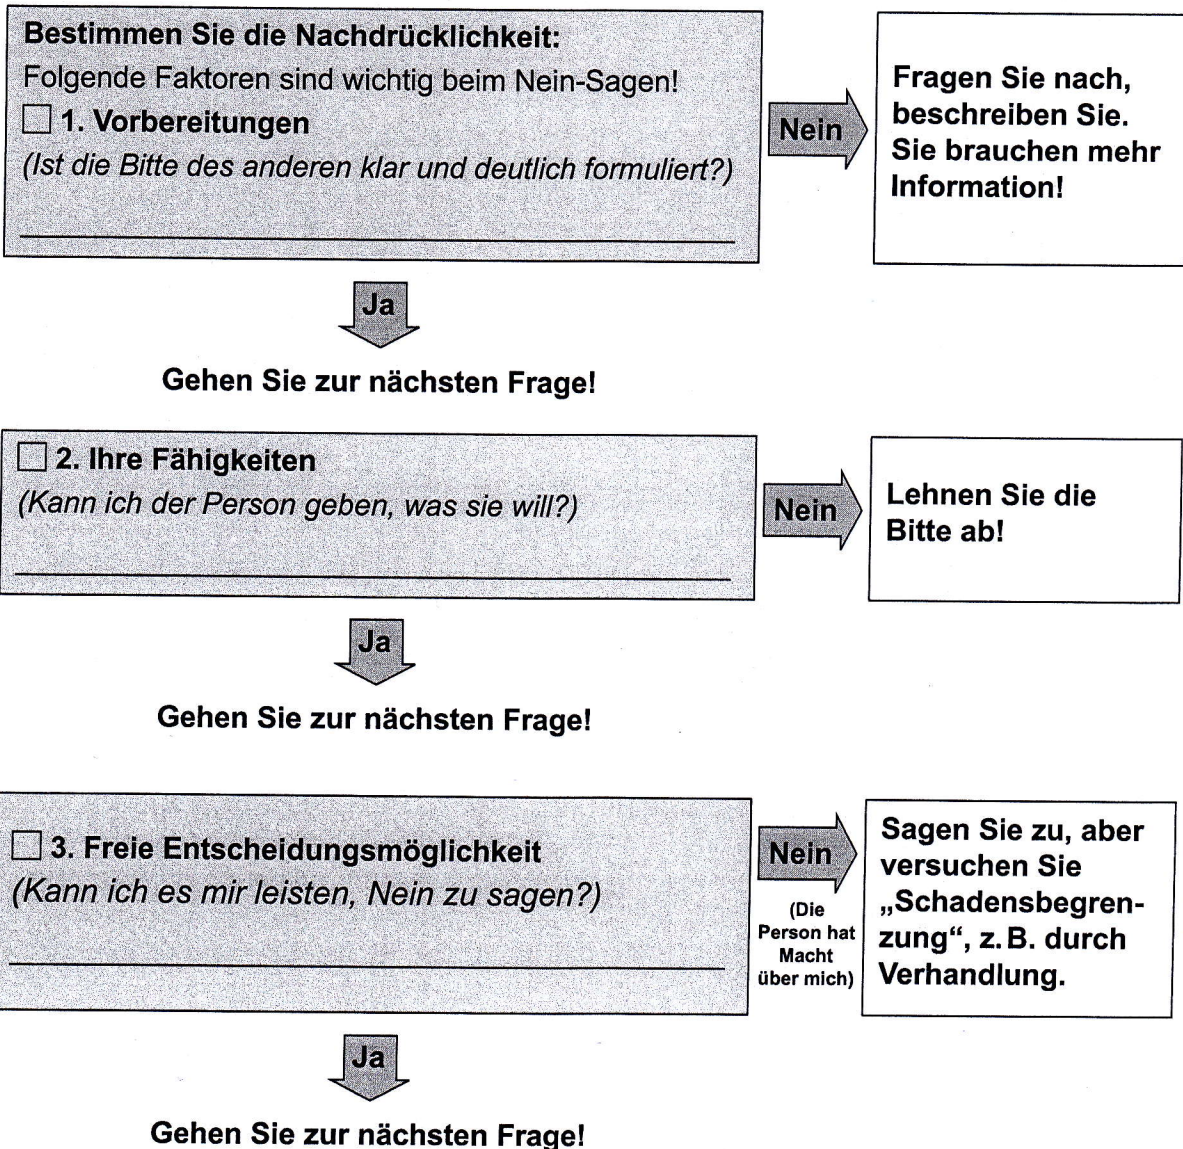 Bestimmen Sie die Nachdrücklichkeit:
Folgende Faktoren sind wichtig beim Nein-Sagen!
☐ 1. Vorbereitungen
(Ist die Bitte des anderen klar und deutlich formuliert?)
Nein
Fragen Sie nach,
beschreiben Sie.
Sie brauchen mehr
Information!
Ja
Gehen Sie zur nächsten Frage!
☐ 2. Ihre Fähigkeiten
(Kann ich der Person geben, was sie will?)
Nein
Lehnen Sie die
Bitte ab!
Ja
Gehen Sie zur nächsten Frage!
☐ 3. Freie Entscheidungsmöglichkeit
(Kann ich es mir leisten, Nein zu sagen?)
Nein
(Die
Person hat
Macht
über mich)
Sagen Sie zu, aber
versuchen Sie
„Schadensbegren-
zung“, z. B. durch
Verhandlung.
Ja
Gehen Sie zur nächsten Frage!